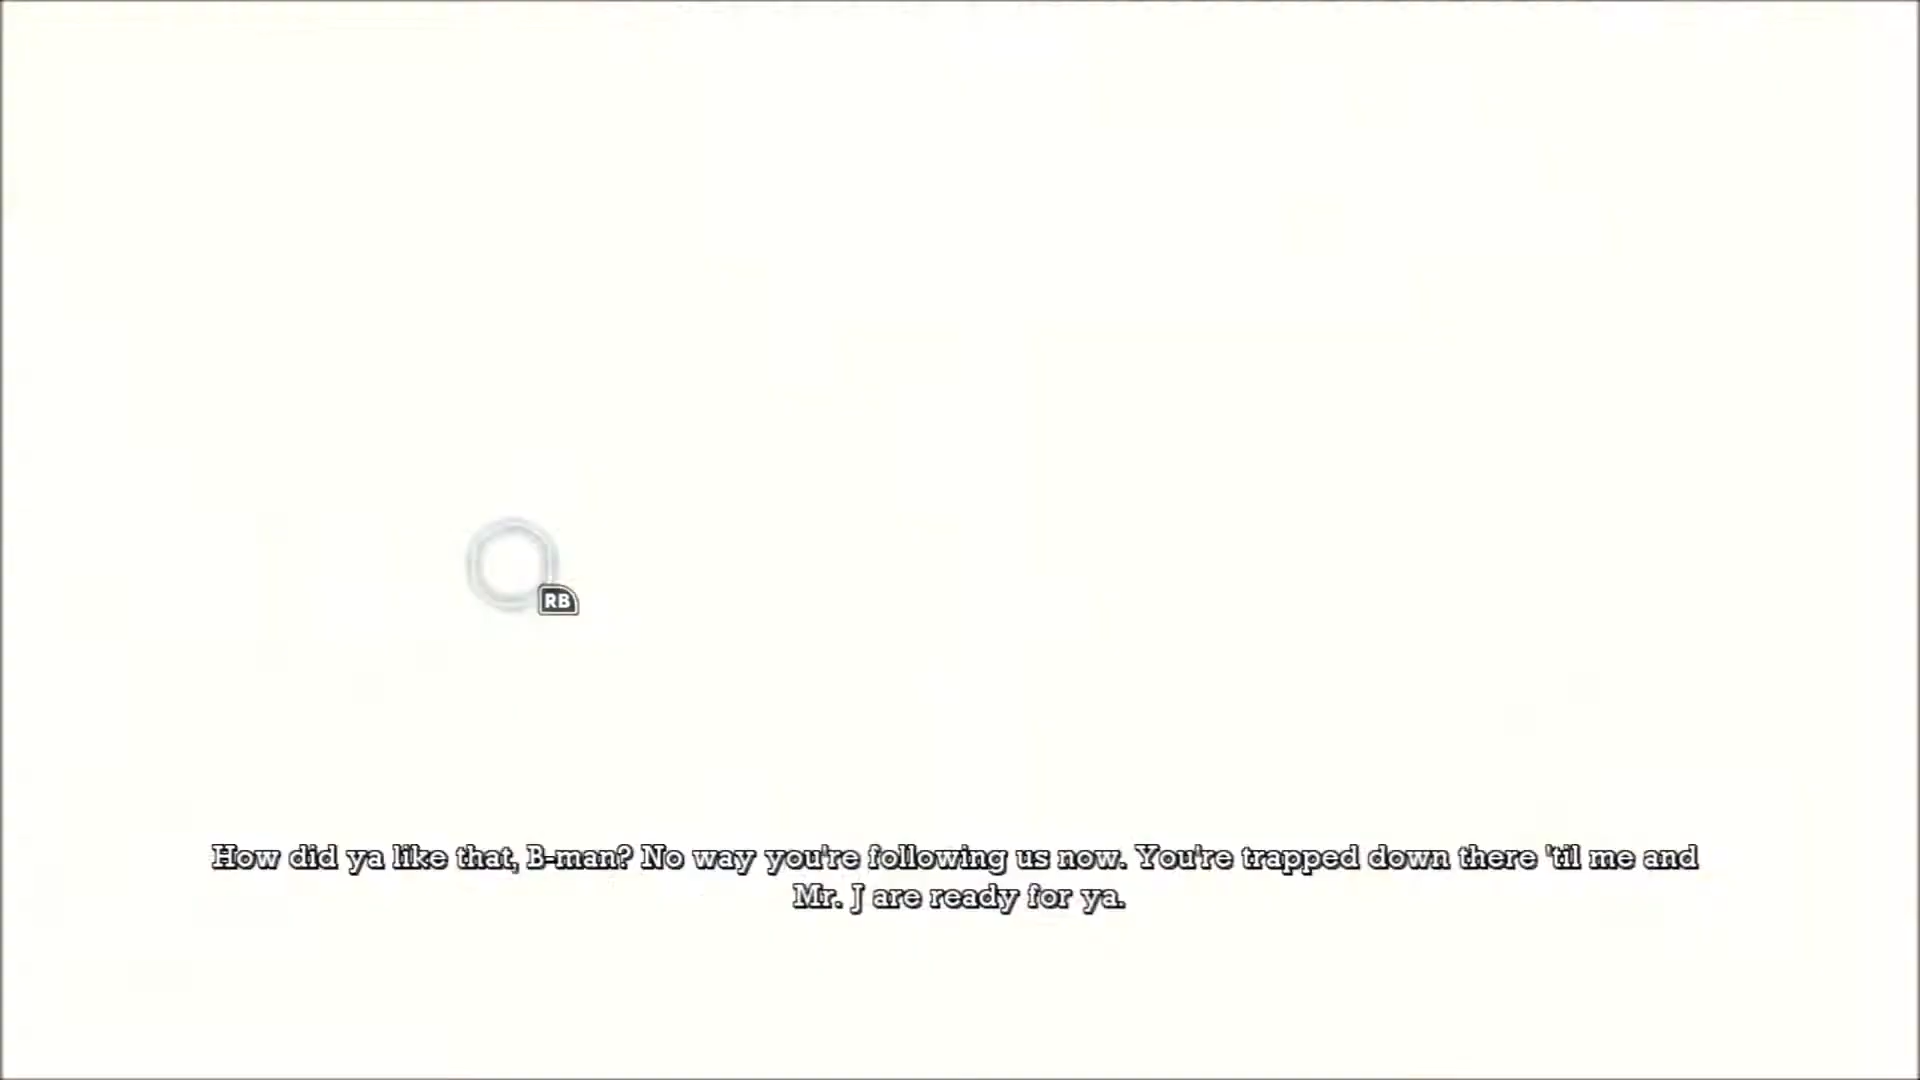 RB
How did ya like that, B-man? No way you're following us now. You're trapped down there 'til me and
Mr. J are ready for ya.